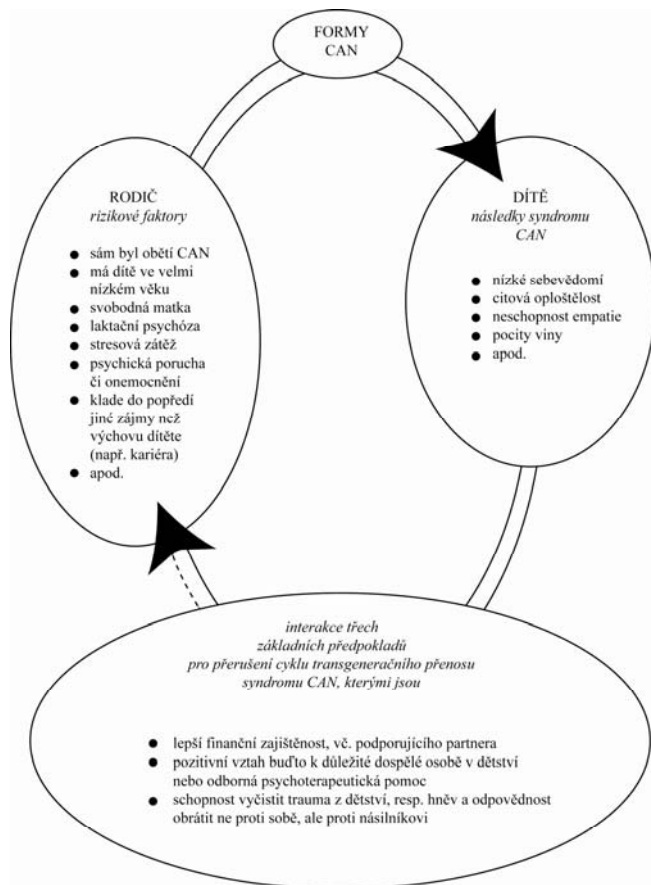 FORMY
CAN
RODIČ
rizikové faktory
● sám byl obětí CAN
● má dítě ve velmi
nízkém věku
● svobodná matka
● laktační psychóza
● stresová zátěž
● psychická porucha
či onemocnění
● klade do popředí
jiné zájmy než
výchovu dítěte
(např. kariéra)
● apod.
DÍTĚ
následky syndromu
CAN
● nízké sebevědomí
● citová oploštělost
● neschopnost empatie
● pocity viny
● apod.
interakce třech
základních předpokladů
pro přerušení cyklu transgeneračního přenosu
syndromu CAN, kterými jsou
● lepší finanční zajištěnost, vč. podporujícího partnera
● pozitivní vztah buďto k důležité dospělé osobě v dětství
nebo odborná psychoterapeutická pomoc
● schopnost vyčistit trauma z dětství, resp. hněv a odpovědnost
obrátit ne proti sobě, ale proti násilníkovi